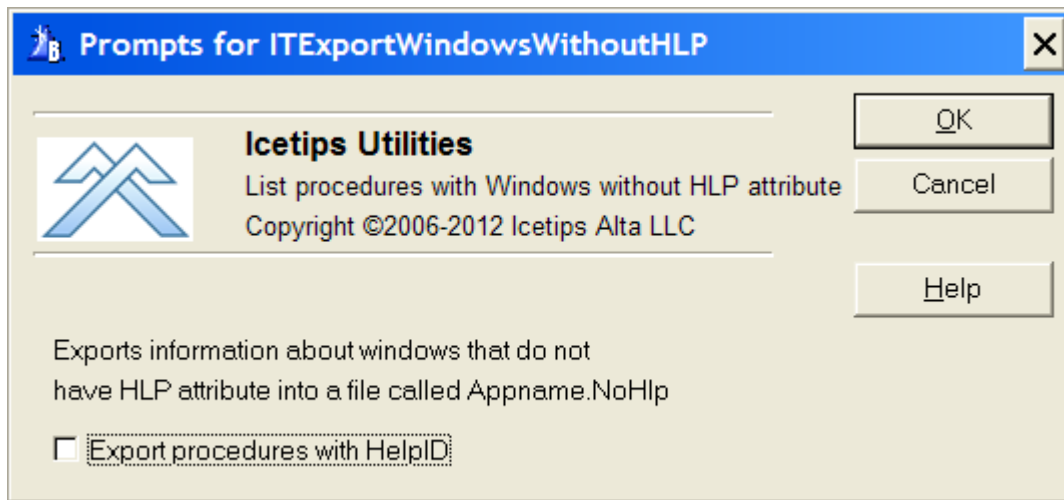 Prompts for ITExportWindowsWithoutHLP
Icetips Utilities
List procedures with Windows without HLP attribute
Copyright ©2006-2012 Icetips Alta LLC
OK
Cancel
Help
Exports information about windows that do not
have HLP attribute into a file called Appname.NoHlp
Export procedures with HelpID